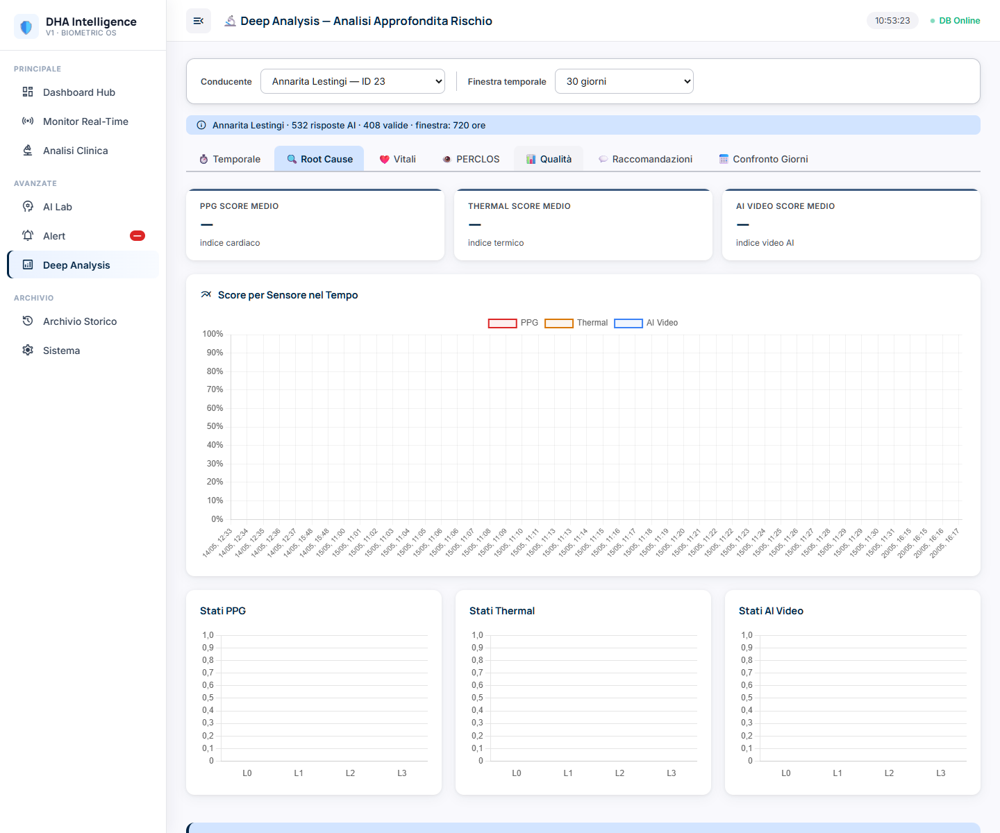 DHA Intelligence
V1 · BIOMETRIC OS
PRINCIPALE
Dashboard Hub
Monitor Real-Time
Analisi Clinica
AVANZATE
AI Lab
Alert
—
Deep Analysis
ARCHIVIO
Archivio Storico
Sistema
Deep Analysis — Analisi Approfondita Rischio
10:53:23
DB Online
Conducente
Annarita Lestingi — ID 23
Finestra temporale
30 giorni
Annarita Lestingi · 532 risposte AI · 408 valide · finestra: 720 ore
Temporale
Root Cause
Vitali
PERCLOS
Qualità
Raccomandazioni
Confronto Giorni
PPG SCORE MEDIO
—
indice cardiaco
THERMAL SCORE MEDIO
—
indice termico
AI VIDEO SCORE MEDIO
—
indice video AI
Score per Sensore nel Tempo
PPG Thermal AI Video
100%
90%
80%
70%
60%
50%
40%
30%
20%
10%
0%
14/05, 12:33
14/05, 12:34
14/05, 12:35
14/05, 12:36
14/05, 12:37
14/05, 15:48
14/05, 15:48
15/05, 11:00
15/05, 11:01
15/05, 11:02
15/05, 11:03
15/05, 11:04
15/05, 11:05
15/05, 11:06
15/05, 11:06
15/05, 11:07
15/05, 11:08
15/05, 11:09
15/05, 11:10
15/05, 11:11
15/05, 11:13
15/05, 11:13
15/05, 11:14
15/05, 11:15
15/05, 11:16
15/05, 11:17
15/05, 11:18
15/05, 11:19
15/05, 11:20
15/05, 11:21
15/05, 11:22
15/05, 11:22
15/05, 11:23
15/05, 11:24
15/05, 11:25
15/05, 11:26
15/05, 11:27
15/05, 11:28
15/05, 11:29
15/05, 11:29
15/05, 11:30
15/05, 11:31
20/05, 16:15
20/05, 16:15
20/05, 16:16
20/05, 16:17
Stati PPG
1,0
0,9
0,8
0,7
0,6
0,5
0,4
0,3
0,2
0,1
0
L0 L1 L2 L3
Stati Thermal
1,0
0,9
0,8
0,7
0,6
0,5
0,4
0,3
0,2
0,1
0
L0 L1 L2 L3
Stati AI Video
1,0
0,9
0,8
0,7
0,6
0,5
0,4
0,3
0,2
0,1
0
L0 L1 L2 L3